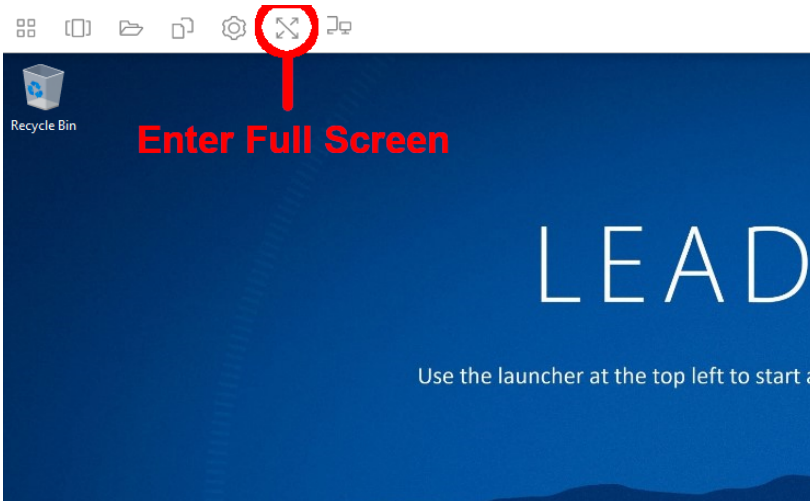 Recycle Bin
Enter Full Screen
LEAD
Use the launcher at the top left to start